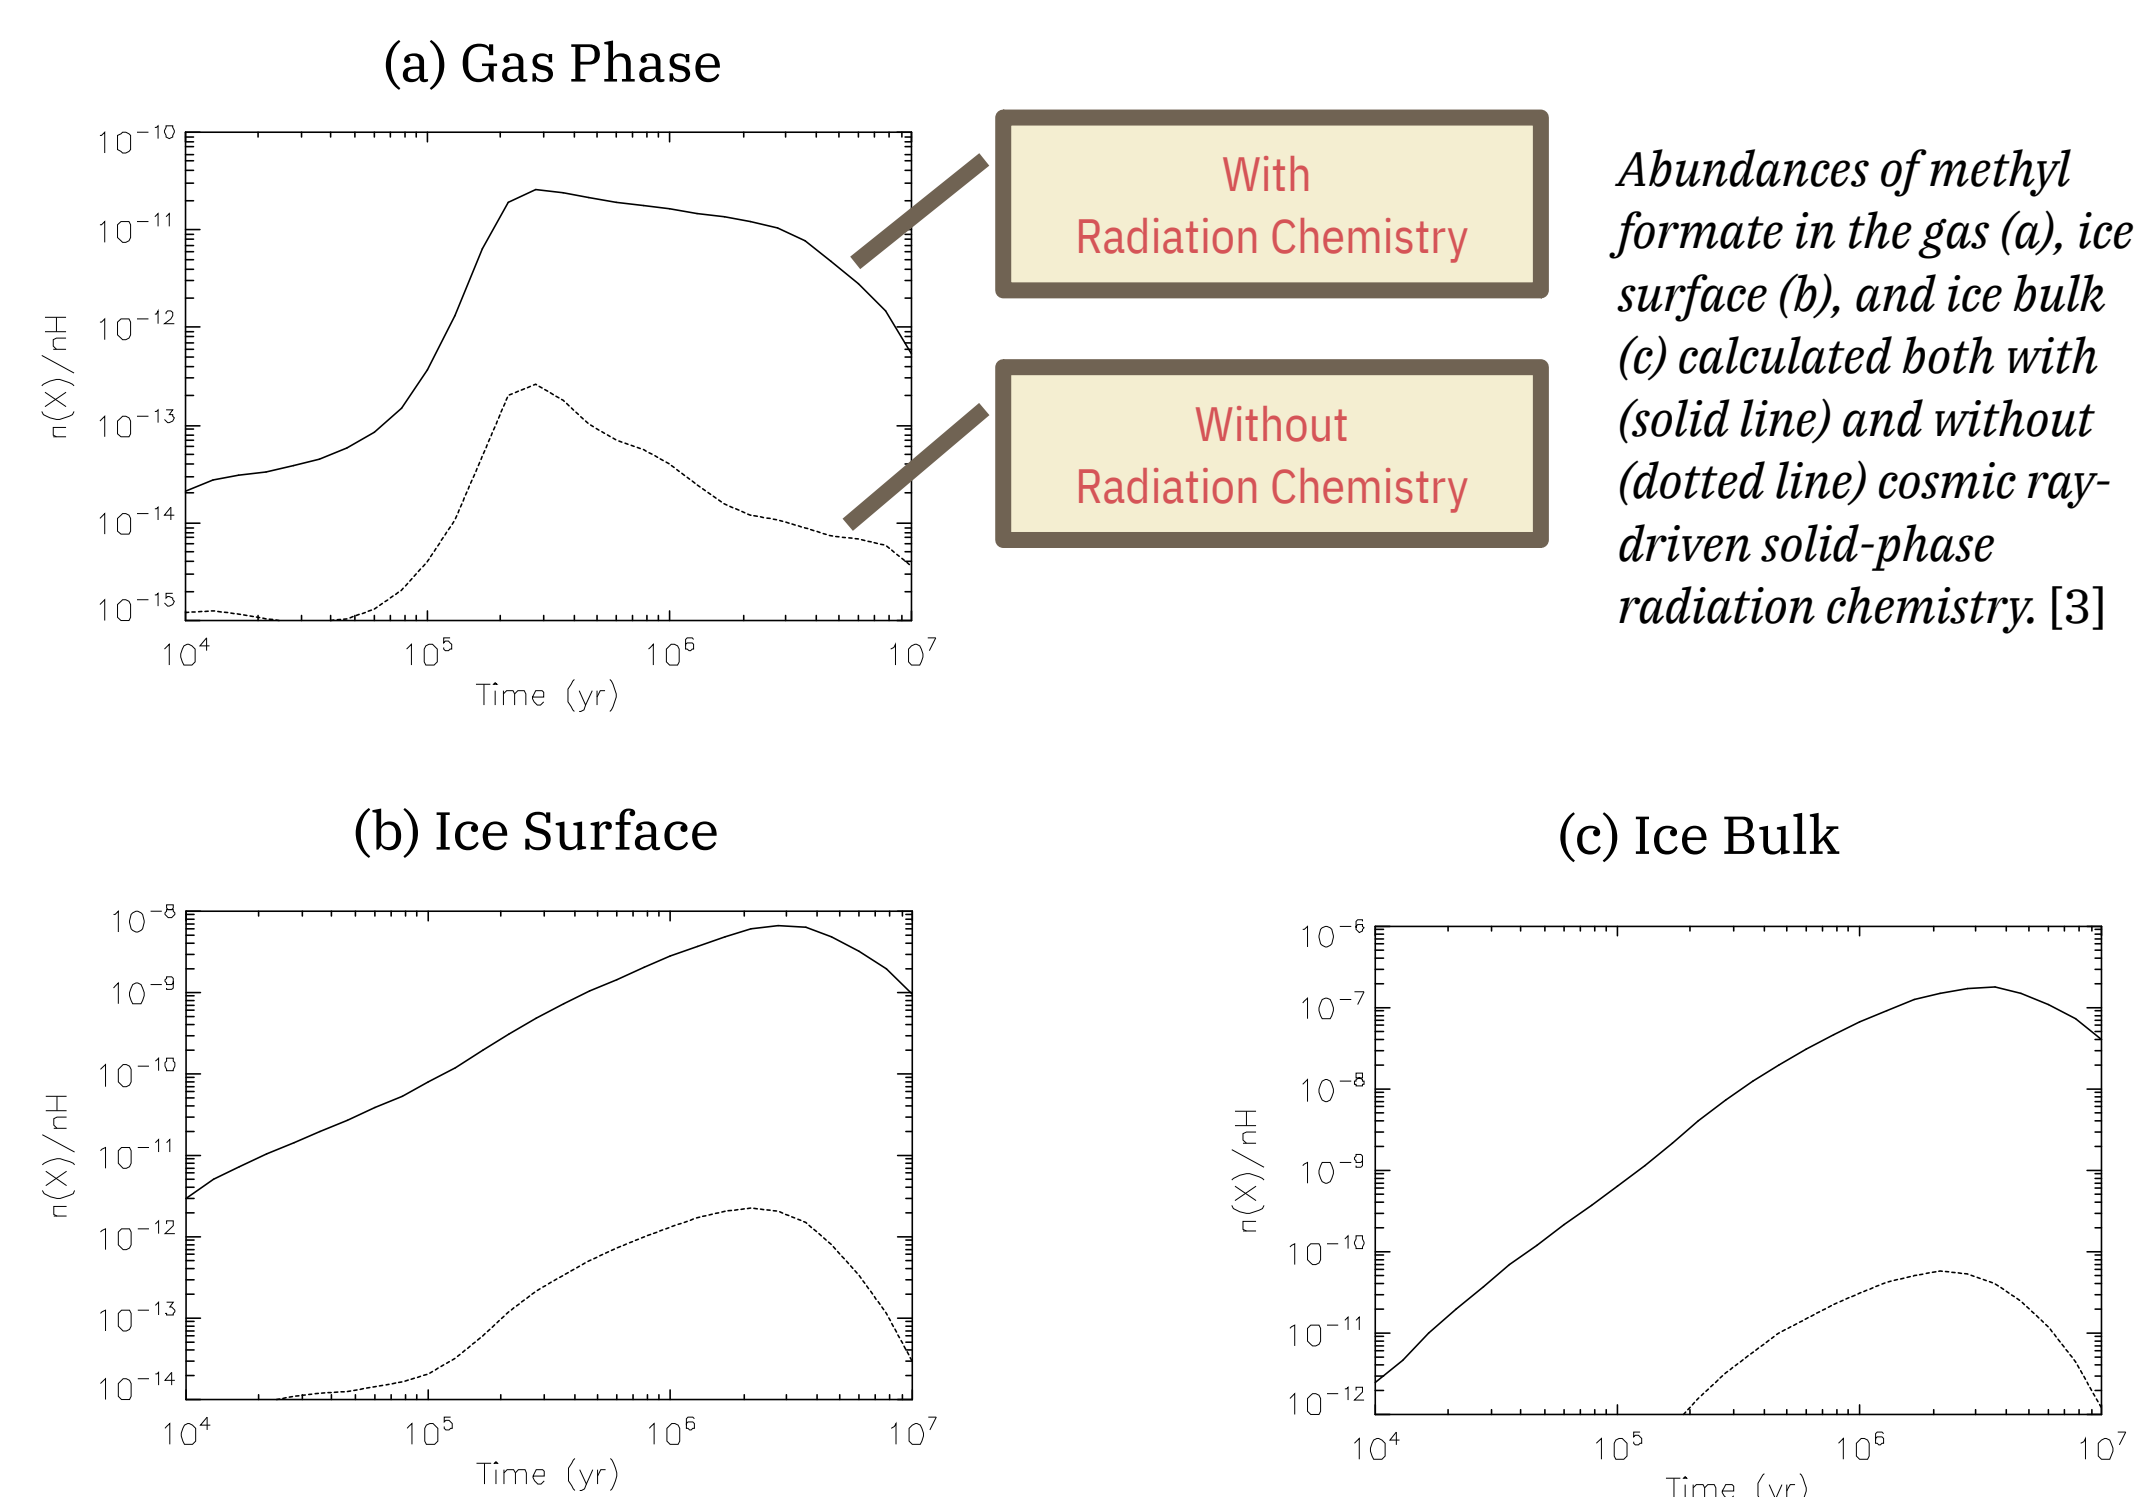 (a) Gas Phase
10⁻¹⁰
10⁻¹¹
10⁻¹²
10⁻¹³
10⁻¹⁴
10⁻¹⁵
n(X)/nH
10⁴ 10⁵ 10⁶ 10⁷
Time (yr)
With
Radiation Chemistry
Without
Radiation Chemistry
Abundances of methyl
formate in the gas (a), ice
surface (b), and ice bulk
(c) calculated both with
(solid line) and without
(dotted line) cosmic ray-
driven solid-phase
radiation chemistry. [3]
(b) Ice Surface
10⁻⁸
10⁻⁹
10⁻¹⁰
10⁻¹¹
10⁻¹²
10⁻¹³
10⁻¹⁴
n(X)/nH
10⁴ 10⁵ 10⁶ 10⁷
Time (yr)
(c) Ice Bulk
10⁻⁶
10⁻⁷
10⁻⁸
10⁻⁹
10⁻¹⁰
10⁻¹¹
10⁻¹²
n(X)/nH
10⁴ 10⁵ 10⁶ 10⁷
Time (yr)